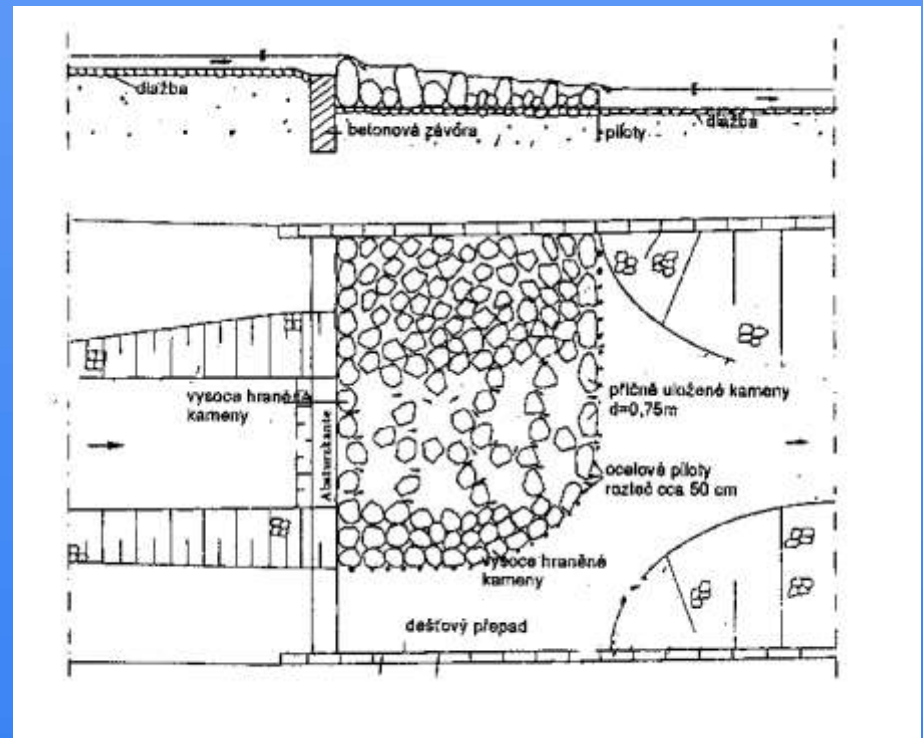 dlažba
betonová závóra
piloty
dlažba
vysoce hraněné
kameny
Absturzkante
příčně uložené kameny
d=0,75m
ocelové piloty
rozteč cca 50 cm
vysoce hraněné
kameny
dešťový přepad